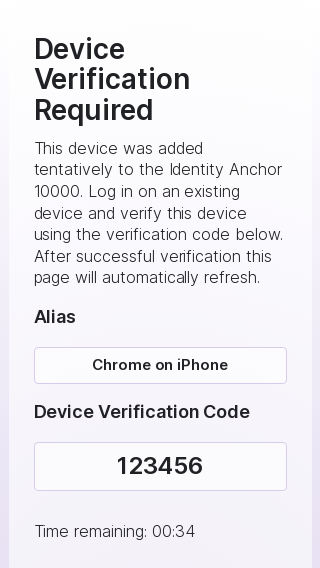 Device
Verification
Required
This device was added
tentatively to the Identity Anchor
10000. Log in on an existing
device and verify this device
using the verification code below.
After successful verification this
page will automatically refresh.
Alias
Chrome on iPhone
Device Verification Code
123456
Time remaining: 00:34